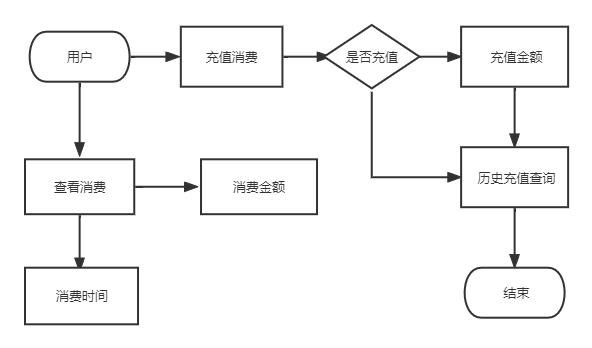 用户
充值消费
是否充值
充值金额
查看消费
消费金额
历史充值查询
消费时间
结束